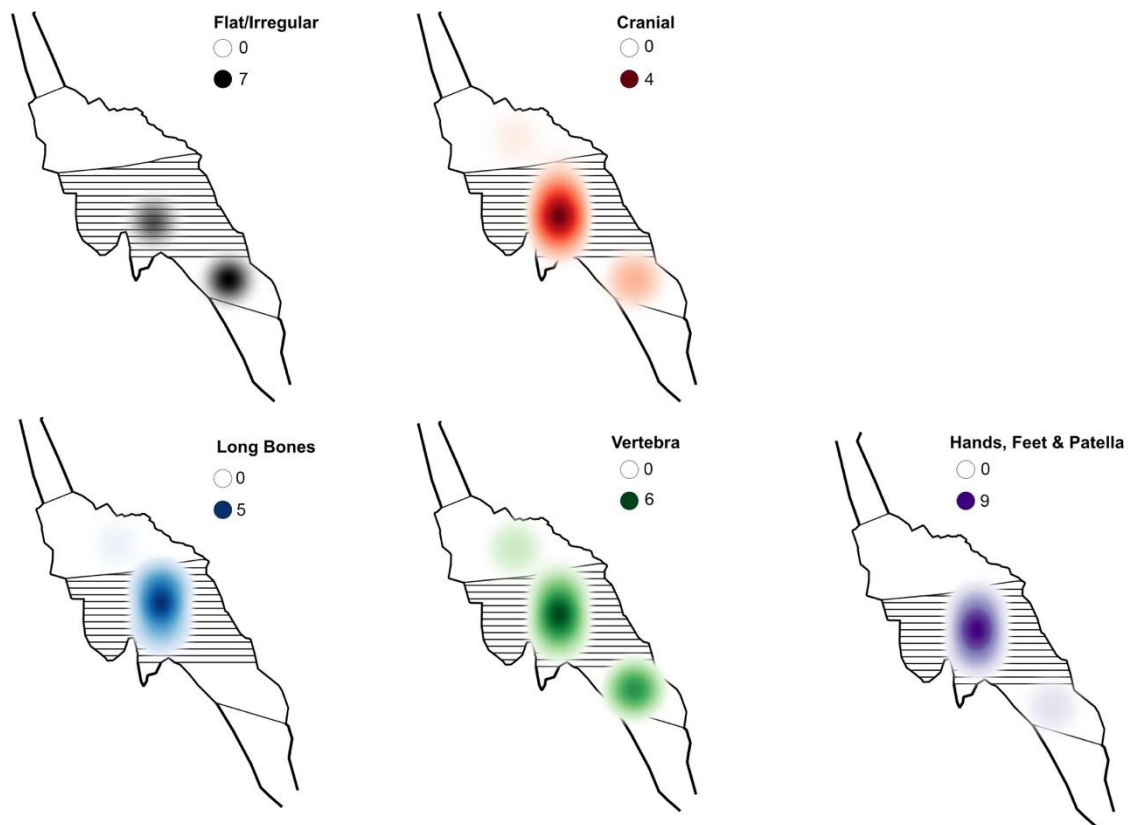 Flat/Irregular
0
7
Cranial
0
4
Long Bones
0
5
Vertebra
0
6
Hands, Feet & Patella
0
9